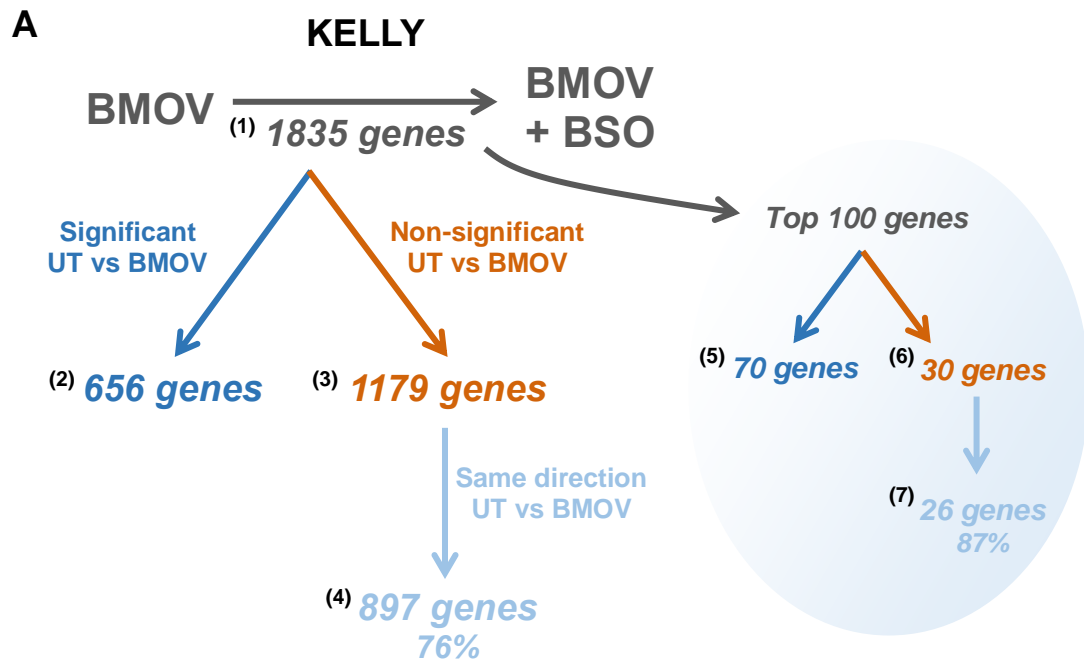 A
KELLY
BMOV
BMOV
+ BSO
(1) 1835 genes
Top 100 genes
Significant
UT vs BMOV
Non-significant
UT vs BMOV
(2) 656 genes
(3) 1179 genes
(5) 70 genes
(6) 30 genes
Same direction
UT vs BMOV
(7) 26 genes
87%
(4) 897 genes
76%